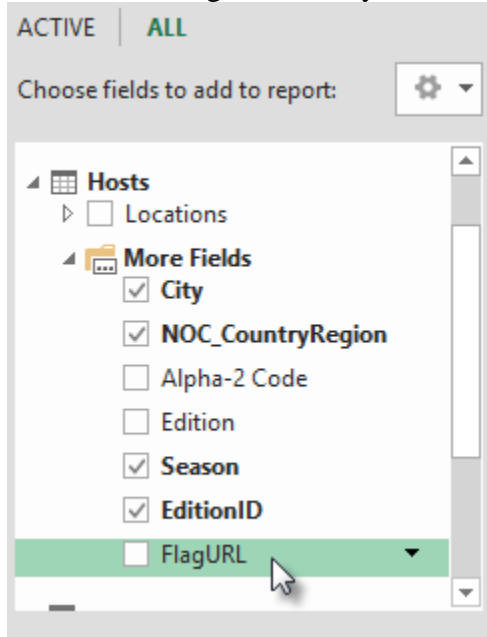 ACTIVE ALL
Choose fields to add to report:
Hosts
Locations
More Fields
City
NOC_CountryRegion
Alpha-2 Code
Edition
Season
EditionID
FlagURL